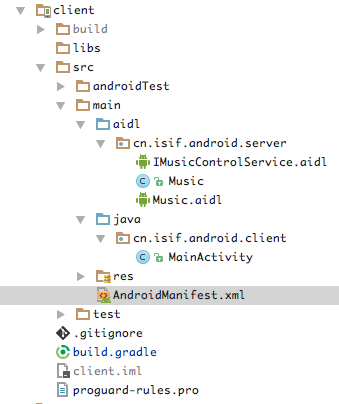 client
build
libs
src
androidTest
main
aidl
cn.isif.android.server
IMusicControlService.aidl
Music
Music.aidl
java
cn.isif.android.client
MainActivity
res
AndroidManifest.xml
test
.gitignore
build.gradle
client.iml
proguard-rules.pro